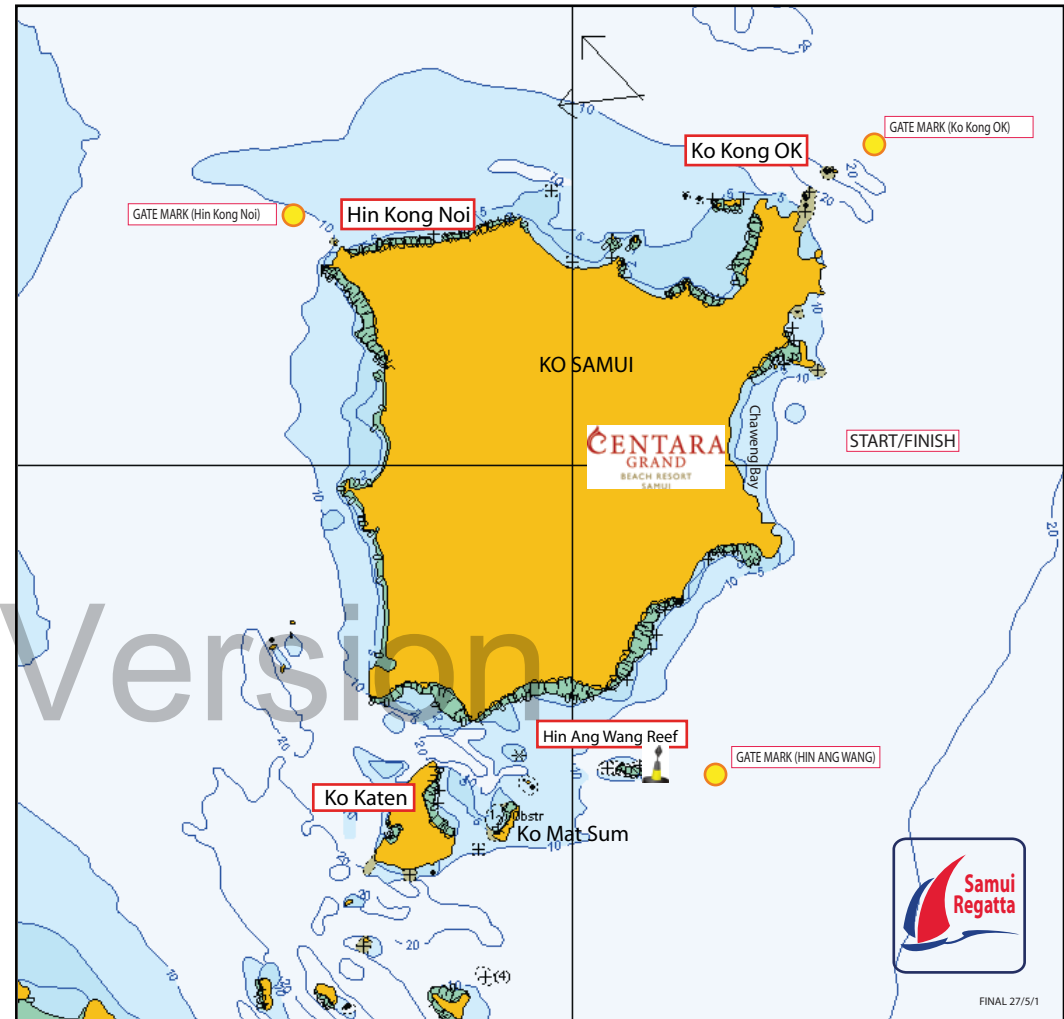 GATE MARK (Ko Kong OK)
Ko Kong OK
GATE MARK (Hin Kong Noi)
Hin Kong Noi
KO SAMUI
CENTARA
GRAND
BEACH RESORT
SAMUI
Chaweng Bay
START/FINISH
Version
Hin Ang Wang Reef
GATE MARK (HIN ANG WANG)
Ko Katen
Obstr
Ko Mat Sum
Samui
Regatta
(4)
FINAL 27/5/1